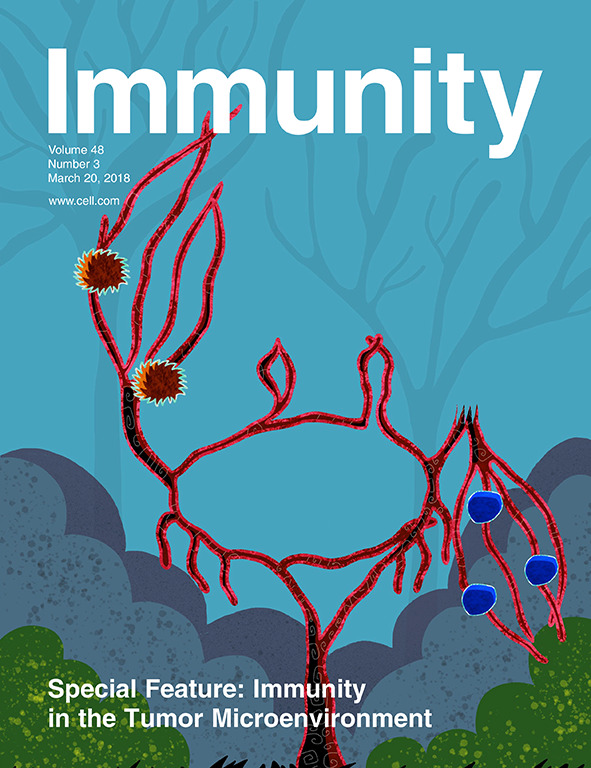 Immunity
Volume 48
Number 3
March 20, 2018
www.cell.com
Special Feature: Immunity
in the Tumor Microenvironment